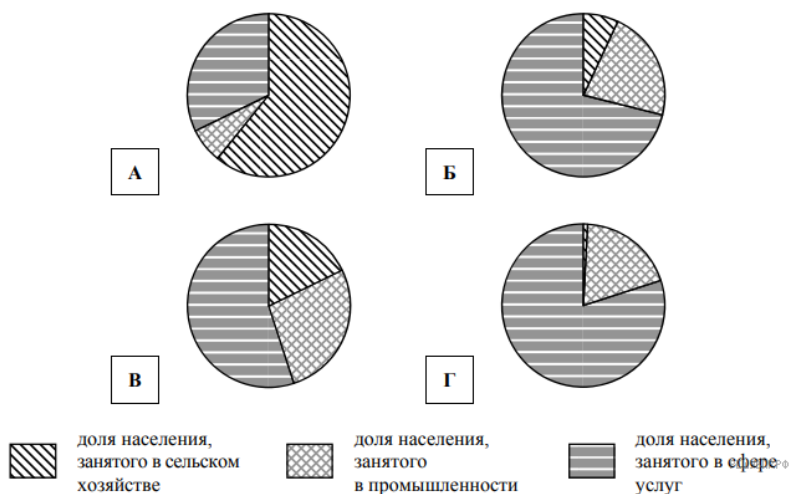 А
Б
В
Г
доля населения,
занятого в сельском
хозяйстве
доля населения,
занятого
в промышленности
доля населения,
занятого в сфере
услуг